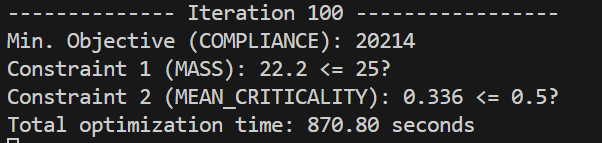 -------------- Iteration 100 -----------------
Min. Objective (COMPLIANCE): 20214
Constraint 1 (MASS): 22.2 <= 25?
Constraint 2 (MEAN_CRITICALITY): 0.336 <= 0.5?
Total optimization time: 870.80 seconds